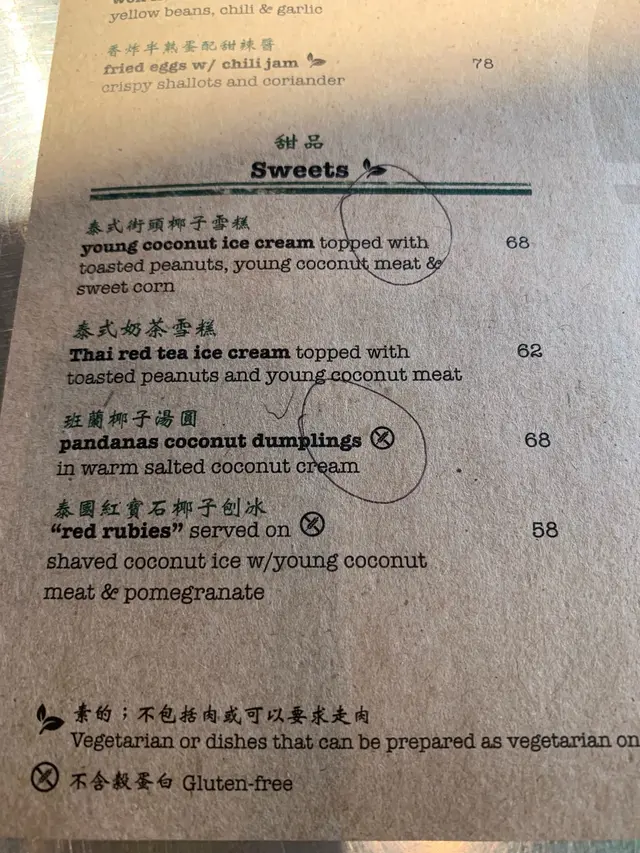 yellow beans, chili & garlic
香炸半熟蛋配甜辣醬
fried eggs w/ chili jam 78
crispy shallots and coriander
甜品
Sweets
泰式街頭椰子雪糕
young coconut ice cream topped with 68
toasted peanuts, young coconut meat &
sweet corn
泰式奶茶雪糕
Thai red tea ice cream topped with 62
toasted peanuts and young coconut meat
班蘭椰子湯圓
pandanas coconut dumplings 68
in warm salted coconut cream
泰國紅寶石椰子刨冰
“red rubies” served on 58
shaved coconut ice w/young coconut
meat & pomegranate
素的；不包括肉或可以要求走肉
Vegetarian or dishes that can be prepared as vegetarian on
不含穀蛋白 Gluten-free